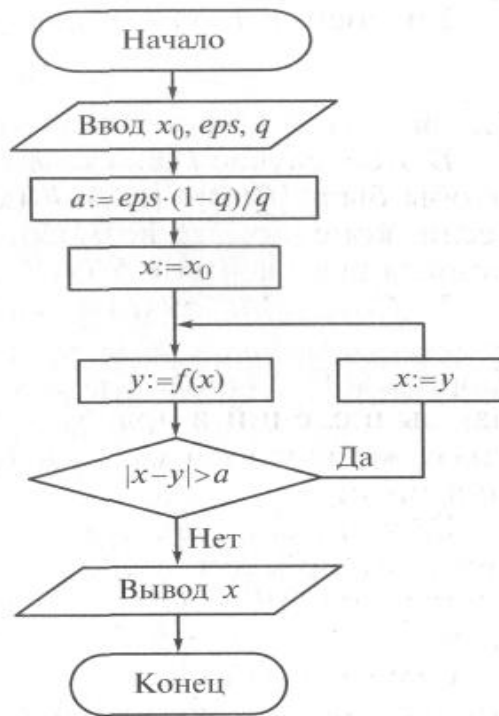 Начало
Ввод x₀, eps, q
a:=eps·(1−q)/q
x:=x₀
y:=f(x)
x:=y
|x−y|>a
Да
Нет
Вывод x
Конец